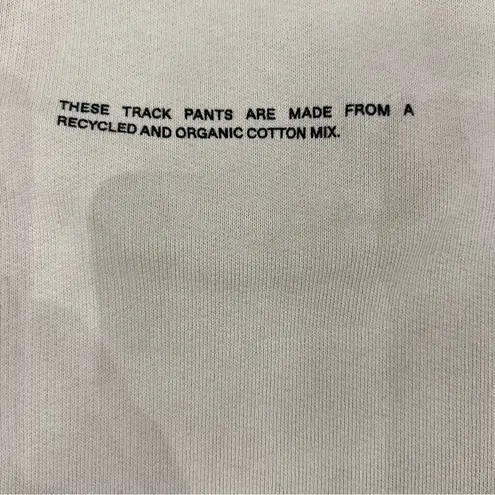 THESE TRACK PANTS ARE MADE FROM A
RECYCLED AND ORGANIC COTTON MIX.